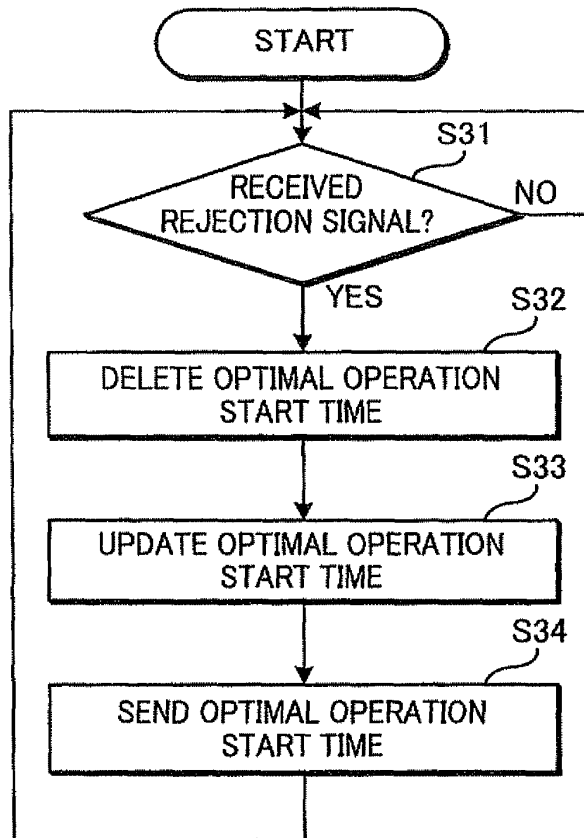 START
S31
RECEIVED
REJECTION SIGNAL?
NO
YES
S32
DELETE OPTIMAL OPERATION
START TIME
S33
UPDATE OPTIMAL OPERATION
START TIME
S34
SEND OPTIMAL OPERATION
START TIME